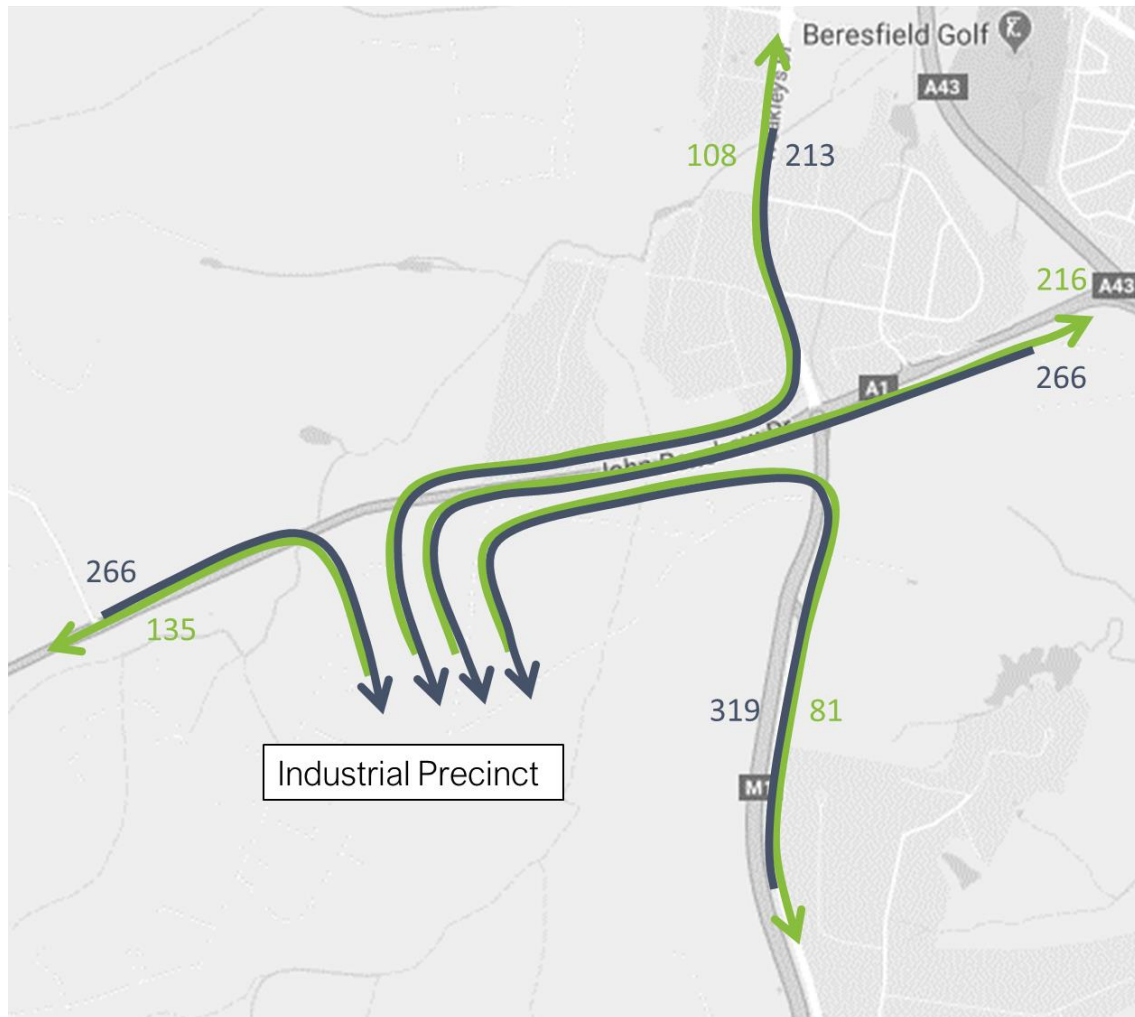 Beresfield Golf
A43
108
213
216
A43
A1
266
266
135
319
81
Industrial Precinct
M1